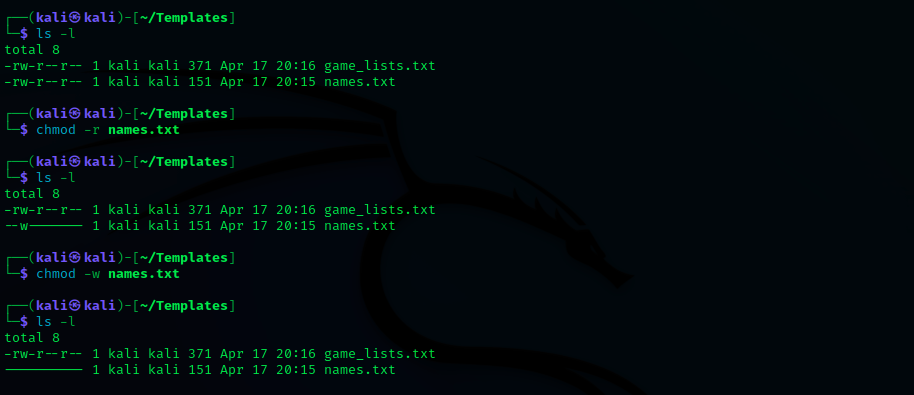 ┌──(kali㉿kali)-[~/Templates]
└─$ ls -l
total 8
-rw-r--r-- 1 kali kali 371 Apr 17 20:16 game_lists.txt
-rw-r--r-- 1 kali kali 151 Apr 17 20:15 names.txt

┌──(kali㉿kali)-[~/Templates]
└─$ chmod -r names.txt

┌──(kali㉿kali)-[~/Templates]
└─$ ls -l
total 8
-rw-r--r-- 1 kali kali 371 Apr 17 20:16 game_lists.txt
--w------- 1 kali kali 151 Apr 17 20:15 names.txt

┌──(kali㉿kali)-[~/Templates]
└─$ chmod -w names.txt

┌──(kali㉿kali)-[~/Templates]
└─$ ls -l
total 8
-rw-r--r-- 1 kali kali 371 Apr 17 20:16 game_lists.txt
---------- 1 kali kali 151 Apr 17 20:15 names.txt